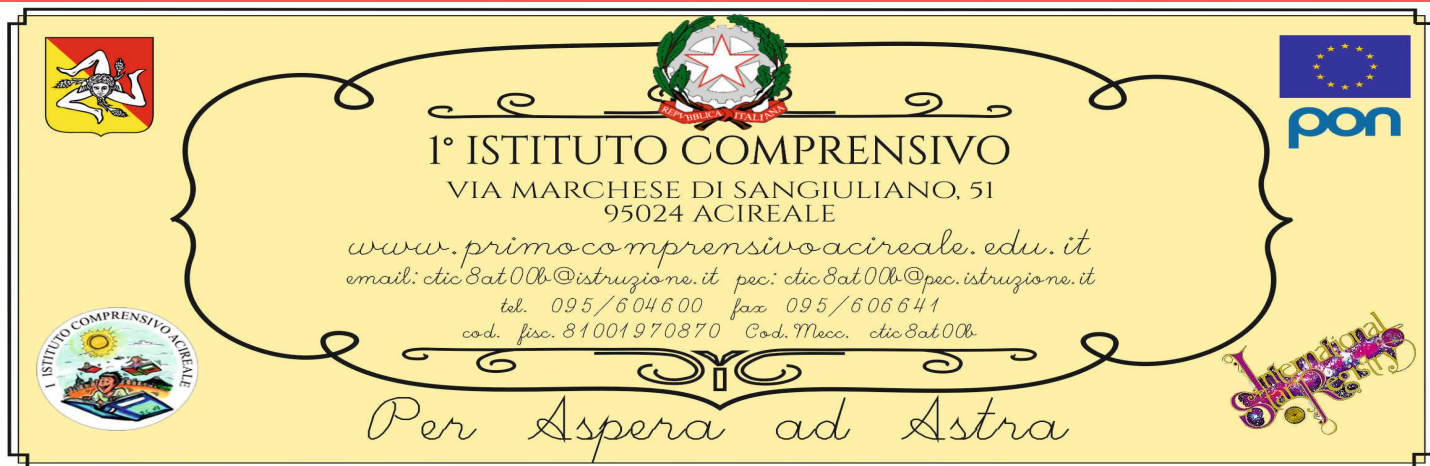 REPVBBLICA ITALIANA
pon
1° ISTITUTO COMPRENSIVO
VIA MARCHESE DI SANGIULIANO, 51
95024 ACIREALE
www.primocomprensivoacireale.edu.it
email: ctic8at00b@istruzione.it pec: ctic8at00b@pec.istruzione.it
tel. 095/604600 fax 095/606641
cod. fisc. 81001970870 Cod. Mecc. ctic8at00b
I ISTITUTO COMPRENSIVO ACIREALE
International
Star Registry
Per Aspera ad Astra